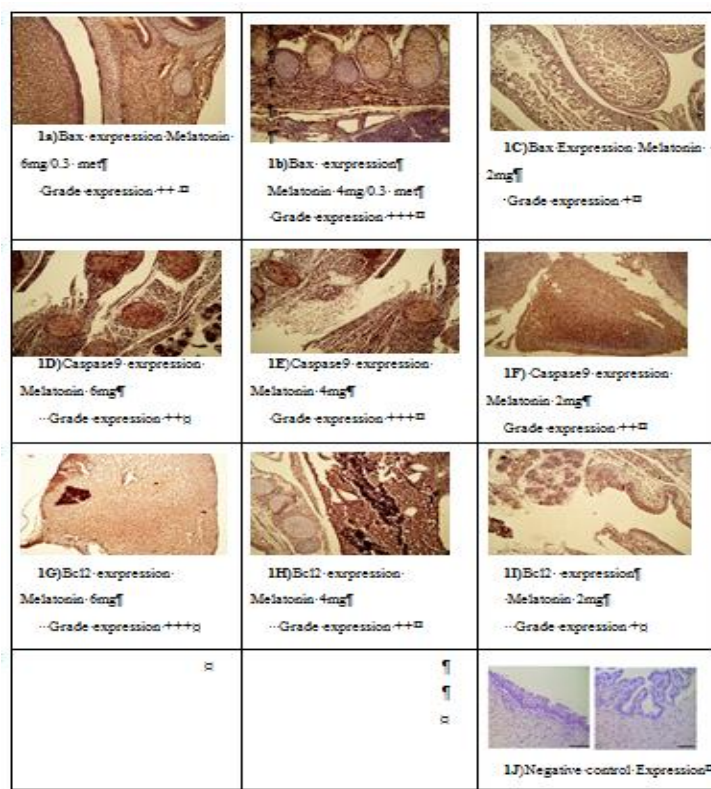 1a)Bax·exrpression·Melatonin·
6mg/0.3·met¶
·Grade·expression·++·¤
1b)Bax··exrpression¶
Melatonin·4mg/0.3·met¶
·Grade·expression·+++¤
1C)Bax·Exrpression·Melatonin··
2mg¶
·Grade·expression·+¤
1D)Caspase9·exrpression·
Melatonin·6mg¶
··Grade·expression·++¤
1E)Caspase9·exrpression·
Melatonin·4mg¶
·Grade·expression·+++¤
1F)·Caspase9·exrpression·
Melatonin·2mg¶
Grade·expression·++¤
1G)Bcl2·exrpression·
Melatonin·6mg¶
···Grade·expression·+++¤
1H)Bcl2·exrpression·
Melatonin·4mg¶
··Grade·expression·++¤
1I)Bcl2··exrpression¶
·Melatonin·2mg¶
···Grade·expression·+¤
¤
¶
¶
¤
1J)Negative·control·Expression¤